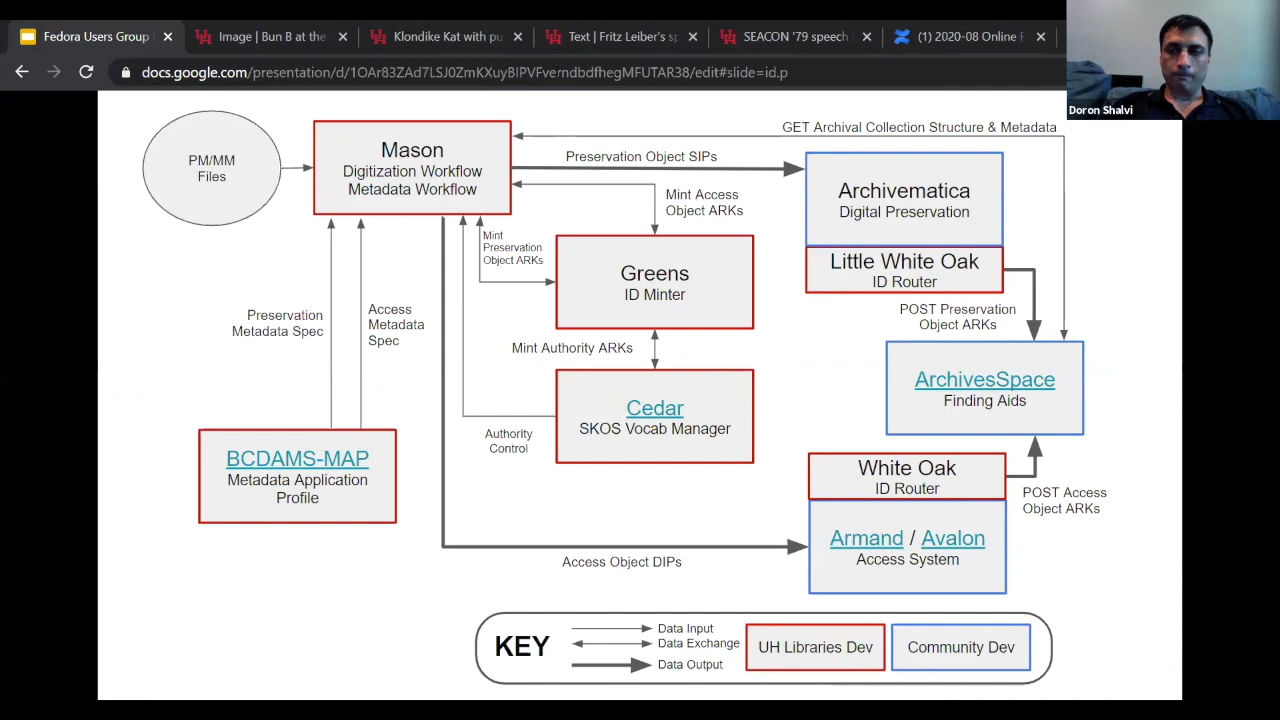 Fedora Users Group
Image | Bun B at the
Klondike Kat with pu
Text | Fritz Leiber's sp
SEACON '79 speech
(1) 2020-08 Online F
docs.google.com/presentation/d/1OAr83ZAd7LSJ0ZmKXuyBIPVFverndbdfhegMFUTAR38/edit#slide=id.p
Doron Shalvi
GET Archival Collection Structure & Metadata
PM/MM
Files
Mason
Digitization Workflow
Metadata Workflow
Preservation Object SIPs
Mint Access
Object ARKs
Archivematica
Digital Preservation
Little White Oak
ID Router
Mint
Preservation
Object ARKs
Greens
ID Minter
POST Preservation
Object ARKs
Preservation
Metadata Spec
Access
Metadata
Spec
Mint Authority ARKs
ArchivesSpace
Finding Aids
Cedar
SKOS Vocab Manager
Authority
Control
BCDAMS-MAP
Metadata Application
Profile
White Oak
ID Router
POST Access
Object ARKs
Armand / Avalon
Access System
Access Object DIPs
KEY
Data Input
Data Exchange
Data Output
UH Libraries Dev
Community Dev